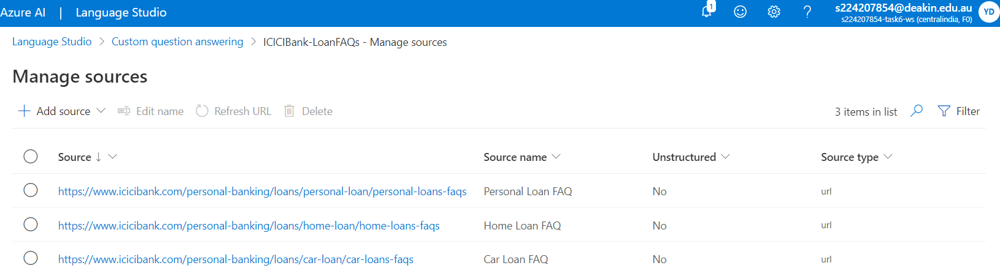 Azure AI | Language Studio 1 s224207854@deakin.edu.au YD
s224207854-task6-ws (centralindia, F0)
Language Studio > Custom question answering > ICICIBank-LoanFAQs - Manage sources
Manage sources
Add source Edit name Refresh URL Delete 3 items in list Filter
Source ↓ Source name Unstructured Source type
https://www.icicibank.com/personal-banking/loans/personal-loan/personal-loans-faqs Personal Loan FAQ No url
https://www.icicibank.com/personal-banking/loans/home-loan/home-loans-faqs Home Loan FAQ No url
https://www.icicibank.com/personal-banking/loans/car-loan/car-loans-faqs Car Loan FAQ No url